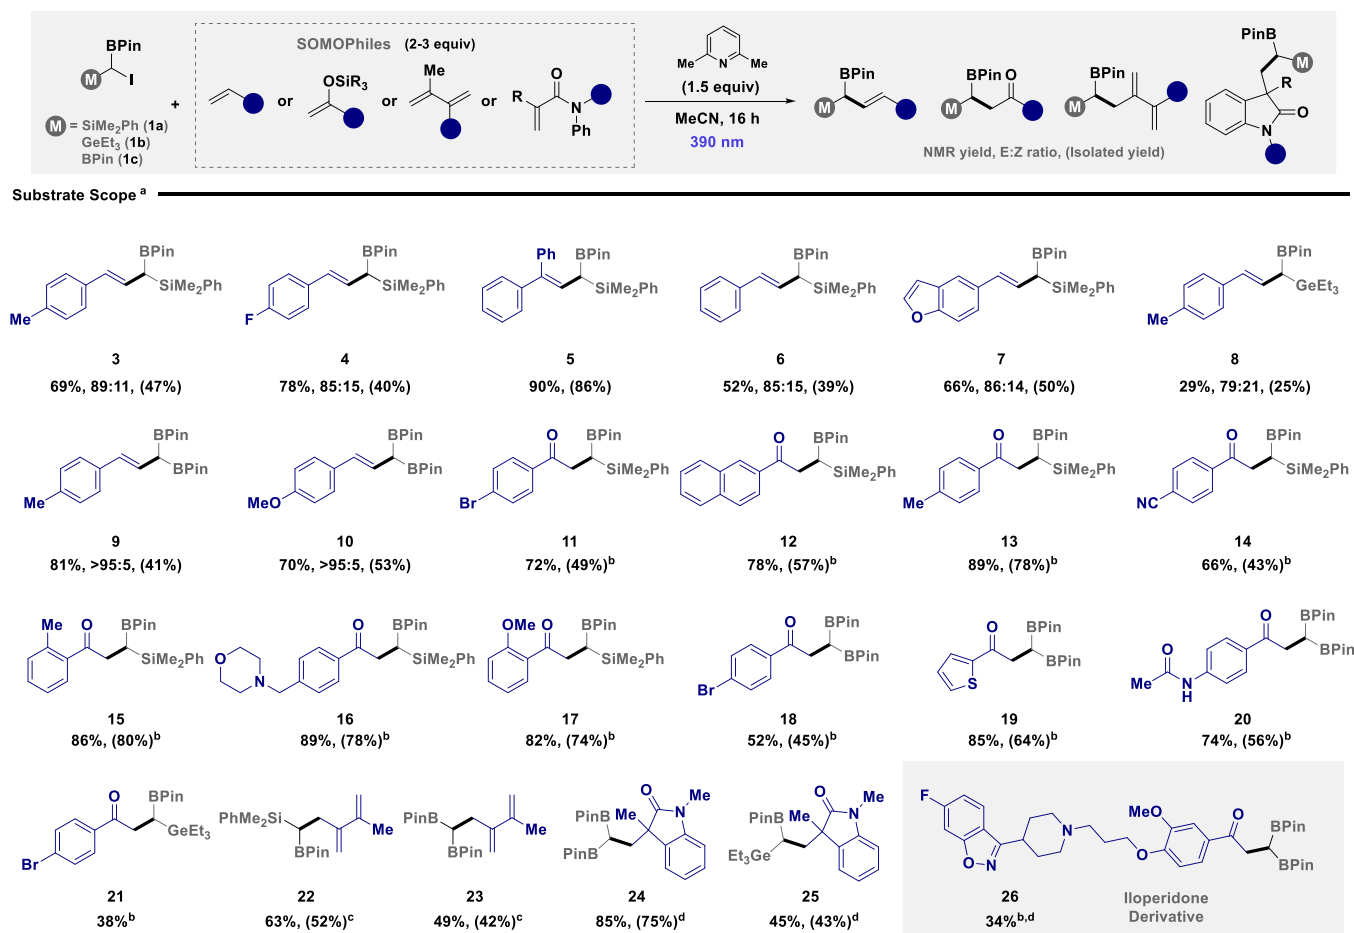 BPin
M
I
+
M = SiMe2Ph (1a)
GeEt3 (1b)
BPin (1c)
SOMOPhiles (2-3 equiv)
or
OSiR3
or
Me
or
R
O
N
Ph
Me N Me
(1.5 equiv)
MeCN, 16 h
390 nm
BPin
M
BPin O
M
BPin
M
PinB
M
R
O
N
NMR yield, E:Z ratio, (Isolated yield)
Substrate Scope a
BPin
SiMe2Ph
Me
3
69%, 89:11, (47%)
BPin
SiMe2Ph
F
4
78%, 85:15, (40%)
Ph
BPin
SiMe2Ph
5
90%, (86%)
BPin
SiMe2Ph
6
52%, 85:15, (39%)
BPin
SiMe2Ph
O
7
66%, 86:14, (50%)
BPin
GeEt3
Me
8
29%, 79:21, (25%)
BPin
BPin
Me
9
81%, >95:5, (41%)
BPin
BPin
MeO
10
70%, >95:5, (53%)
O BPin
SiMe2Ph
Br
11
72%, (49%)b
O BPin
SiMe2Ph
12
78%, (57%)b
O BPin
SiMe2Ph
Me
13
89%, (78%)b
O BPin
SiMe2Ph
NC
14
66%, (43%)b
Me O BPin
SiMe2Ph
15
86%, (80%)b
O BPin
SiMe2Ph
O
N
16
89%, (78%)b
OMe O BPin
SiMe2Ph
17
82%, (74%)b
O BPin
BPin
Br
18
52%, (45%)b
O BPin
BPin
S
19
85%, (64%)b
O BPin
BPin
O
Me N
H
20
74%, (56%)b
O BPin
GeEt3
Br
21
38%b
PhMe2Si
Me
BPin
22
63%, (52%)c
PinB
Me
BPin
23
49%, (42%)c
O N Me
PinB Me
PinB
24
85%, (75%)d
O N Me
BPin Me
Et3Ge
25
45%, (43%)d
F
O N
N
O
MeO
O
BPin
BPin
26
34%b,d
Iloperidone
Derivative